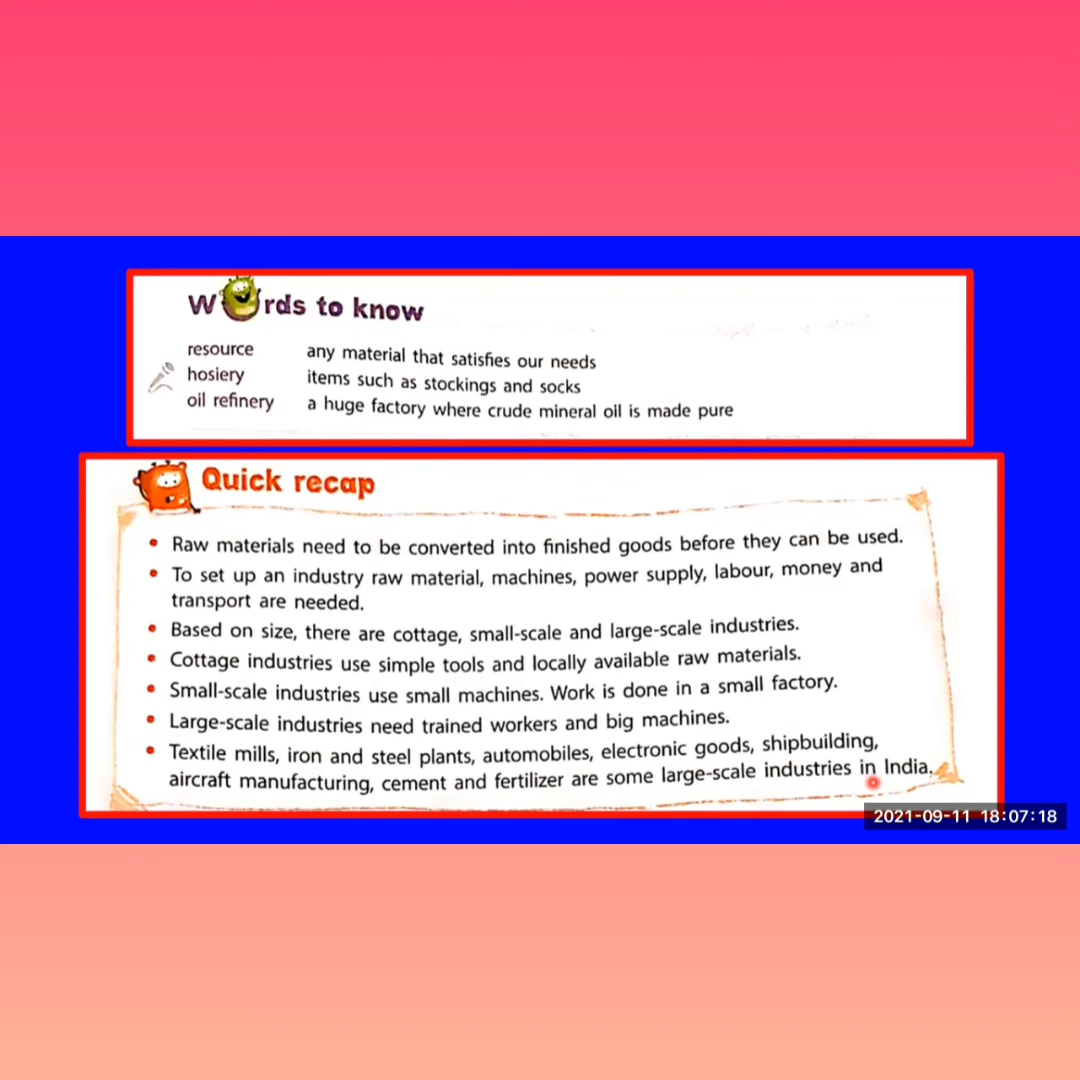 Words to know
resource any material that satisfies our needs
hosiery items such as stockings and socks
oil refinery a huge factory where crude mineral oil is made pure
Quick recap
• Raw materials need to be converted into finished goods before they can be used.
• To set up an industry raw material, machines, power supply, labour, money and
transport are needed.
• Based on size, there are cottage, small-scale and large-scale industries.
• Cottage industries use simple tools and locally available raw materials.
• Small-scale industries use small machines. Work is done in a small factory.
• Large-scale industries need trained workers and big machines.
• Textile mills, iron and steel plants, automobiles, electronic goods, shipbuilding,
aircraft manufacturing, cement and fertilizer are some large-scale industries in India.
2021-09-11 18:07:18